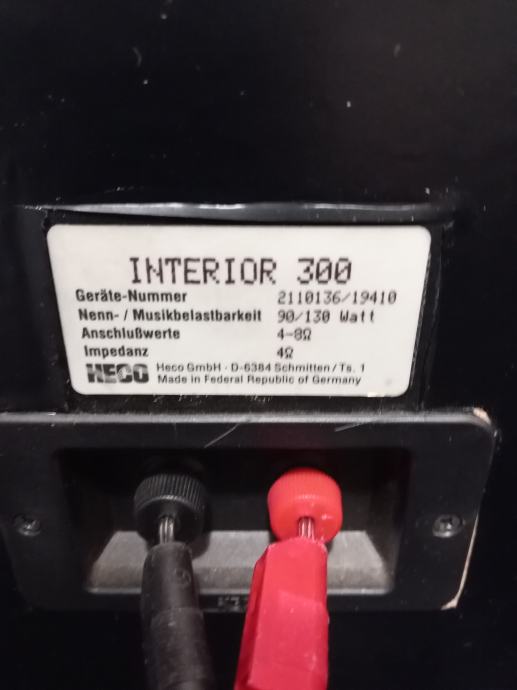 INTERIOR 300
Geräte-Nummer 2110136/19410
Nenn- / Musikbelastbarkeit 90/130 Watt
Anschlußwerte 4-8Ω
Impedanz 4Ω
HECO Heco GmbH · D-6384 Schmitten/Ts. 1
Made in Federal Republic of Germany